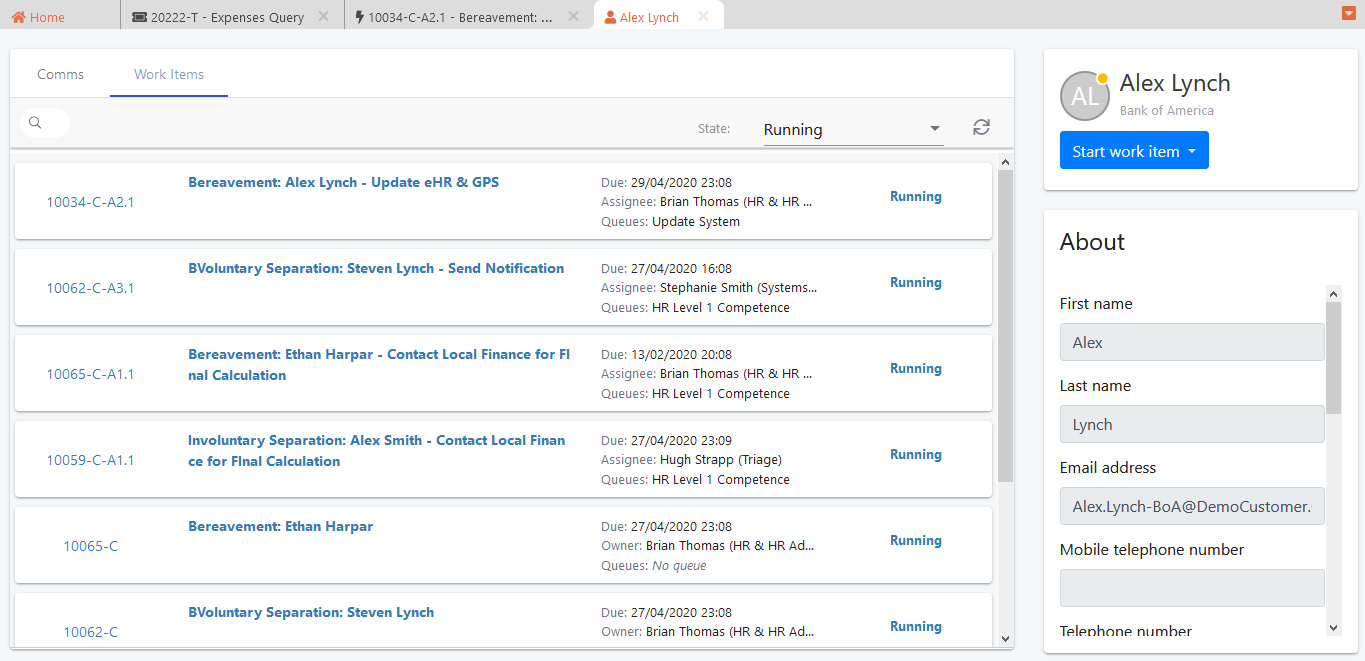 Home
20222-T - Expenses Query
10034-C-A2.1 - Bereavement: ...
Alex Lynch
Comms
Work Items
State:
Running
10034-C-A2.1
Bereavement: Alex Lynch - Update eHR & GPS
Due: 29/04/2020 23:08
Assignee: Brian Thomas (HR & HR ...
Queues: Update System
Running
10062-C-A3.1
BVoluntary Separation: Steven Lynch - Send Notification
Due: 27/04/2020 16:08
Assignee: Stephanie Smith (Systems...
Queues: HR Level 1 Competence
Running
10065-C-A1.1
Bereavement: Ethan Harpar - Contact Local Finance for FI
nal Calculation
Due: 13/02/2020 20:08
Assignee: Brian Thomas (HR & HR ...
Queues: HR Level 1 Competence
Running
10059-C-A1.1
Involuntary Separation: Alex Smith - Contact Local Finan
ce for FInal Calculation
Due: 27/04/2020 23:09
Assignee: Hugh Strapp (Triage)
Queues: HR Level 1 Competence
Running
10065-C
Bereavement: Ethan Harpar
Due: 27/04/2020 23:08
Owner: Brian Thomas (HR & HR Ad...
Queues: No queue
Running
10062-C
BVoluntary Separation: Steven Lynch
Due: 27/04/2020 23:08
Owner: Brian Thomas (HR & HR Ad...
Running
AL
Alex Lynch
Bank of America
Start work item
About
First name
Alex
Last name
Lynch
Email address
Alex.Lynch-BoA@DemoCustomer.
Mobile telephone number
Telephone number